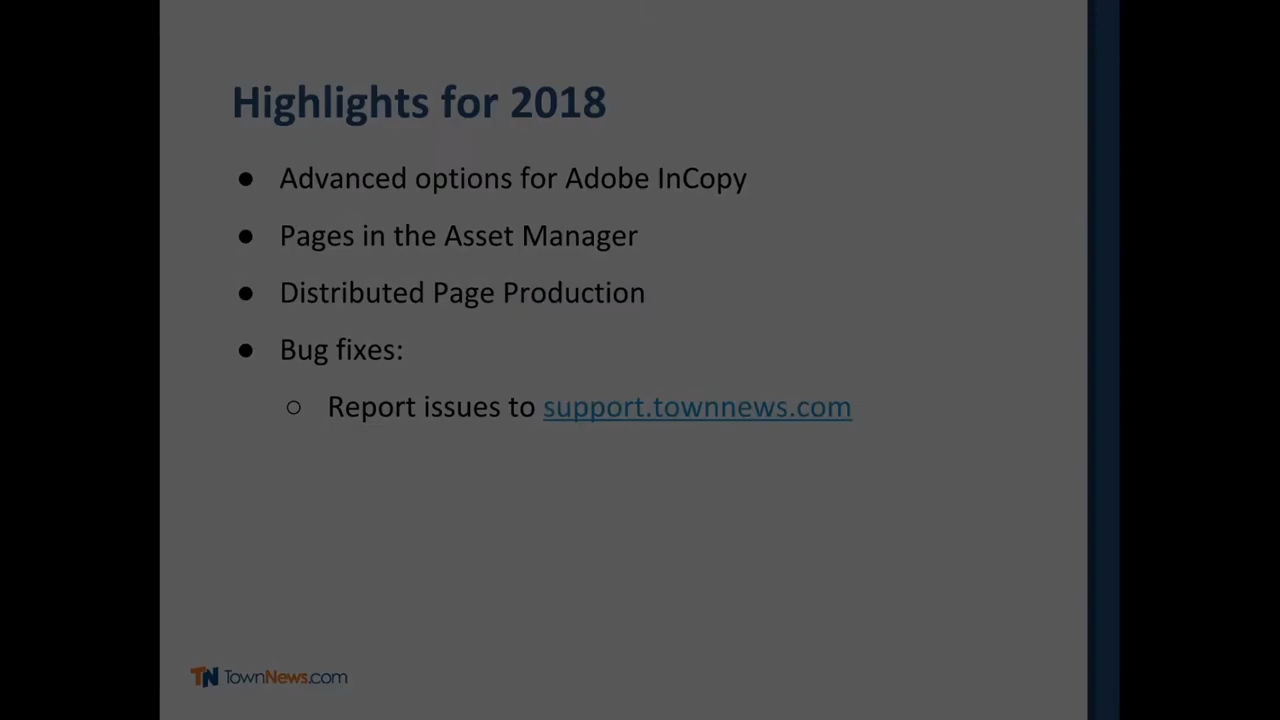 Highlights for 2018
● Advanced options for Adobe InCopy
● Pages in the Asset Manager
● Distributed Page Production
● Bug fixes:
○ Report issues to support.townnews.com
TN TownNews.com